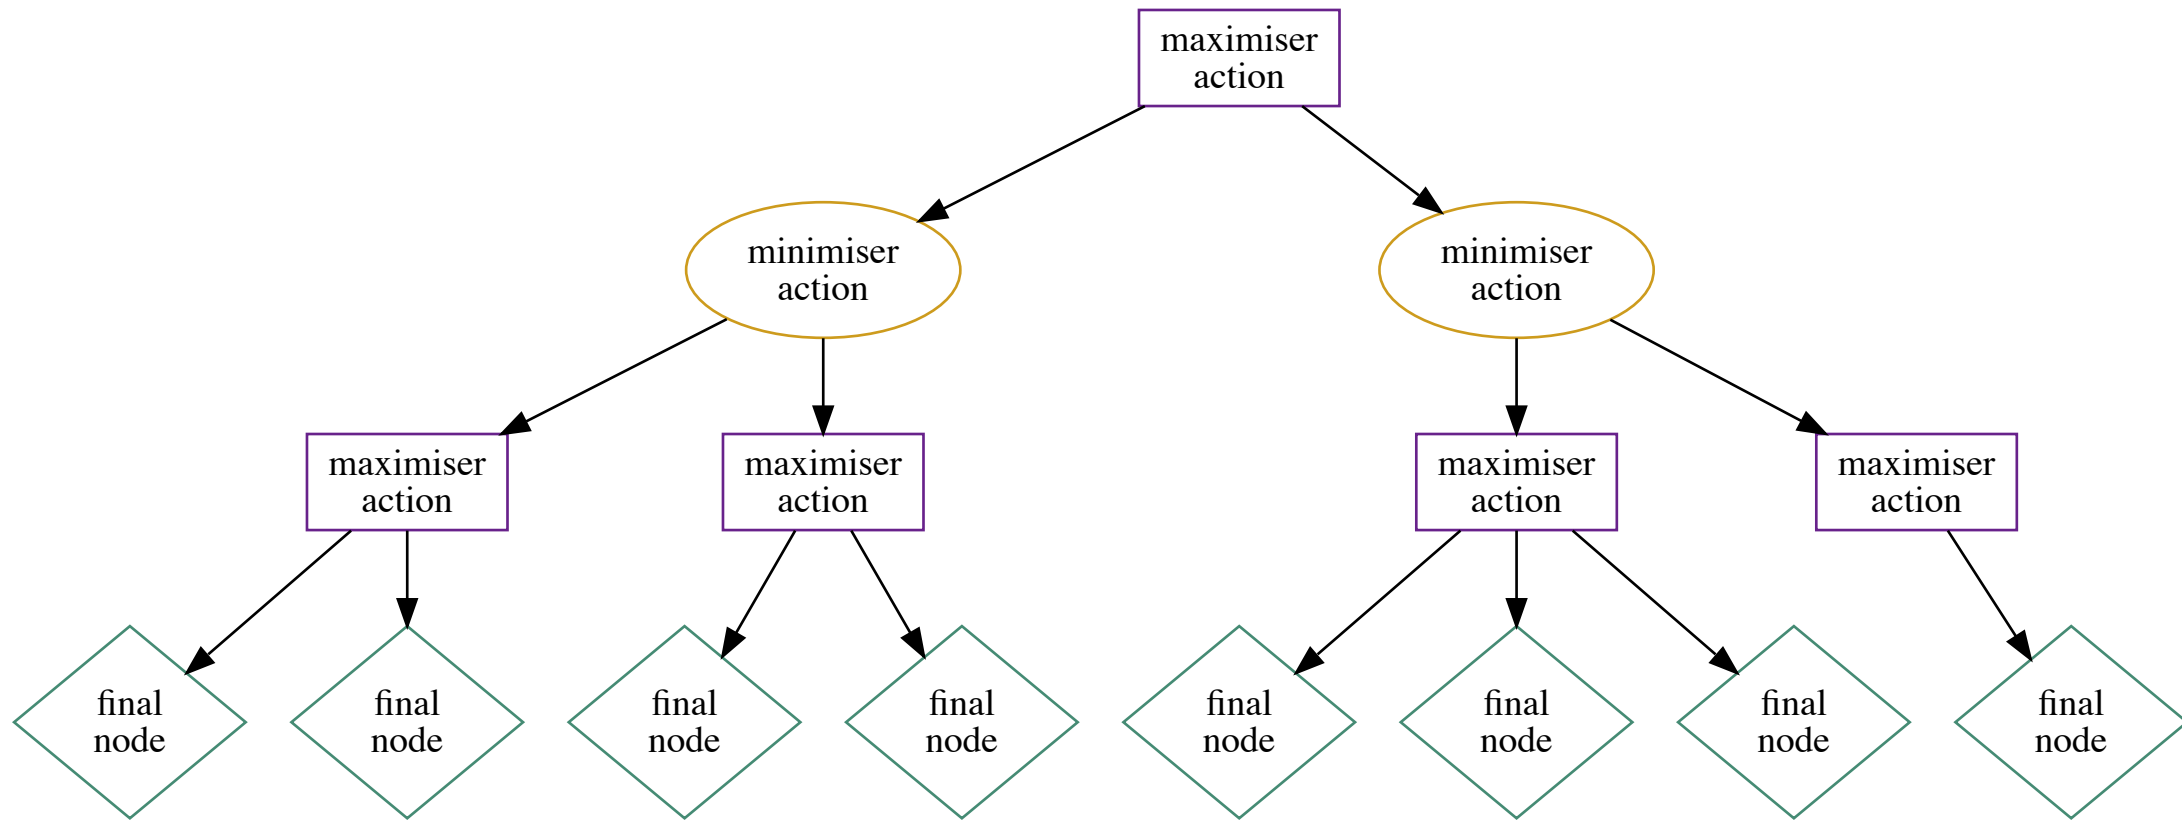 maximiser
action
minimiser
action
minimiser
action
maximiser
action
maximiser
action
maximiser
action
maximiser
action
final
node
final
node
final
node
final
node
final
node
final
node
final
node
final
node